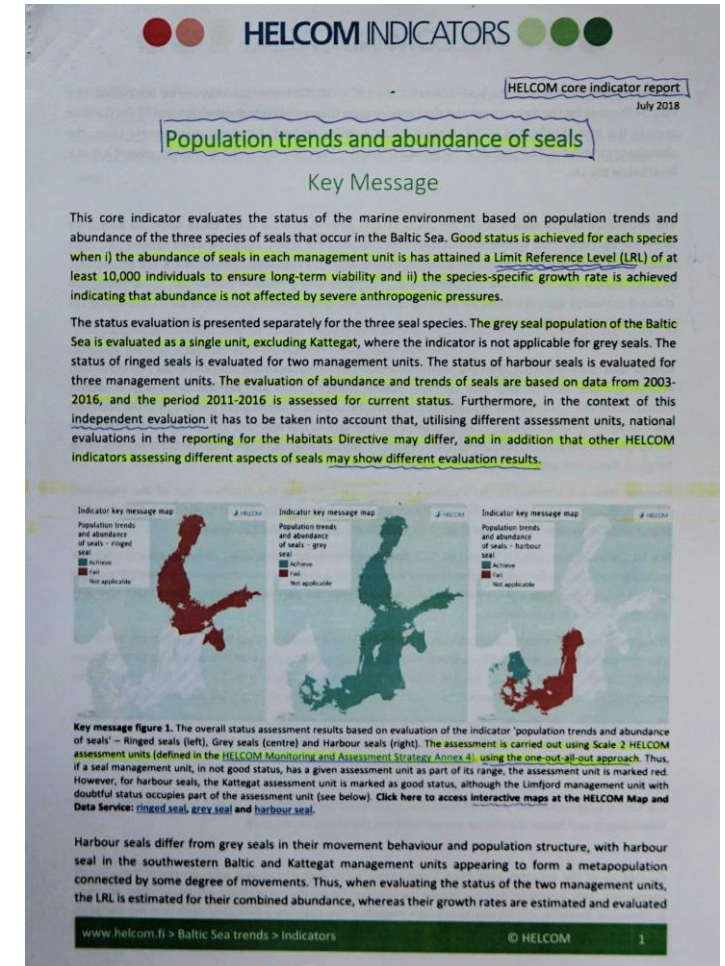 HELCOM INDICATORS
HELCOM core indicator report
July 2018
Population trends and abundance of seals
Key Message
This core indicator evaluates the status of the marine environment based on population trends and
abundance of the three species of seals that occur in the Baltic Sea. Good status is achieved for each species
when i) the abundance of seals in each management unit is has attained a Limit Reference Level (LRL) of at
least 10,000 individuals to ensure long-term viability and ii) the species-specific growth rate is achieved
indicating that abundance is not affected by severe anthropogenic pressures.
The status evaluation is presented separately for the three seal species. The grey seal population of the Baltic
Sea is evaluated as a single unit, excluding Kattegat, where the indicator is not applicable for grey seals. The
status of ringed seals is evaluated for two management units. The status of harbour seals is evaluated for
three management units. The evaluation of abundance and trends of seals are based on data from 2003-
2016, and the period 2011-2016 is assessed for current status. Furthermore, in the context of this
independent evaluation it has to be taken into account that, utilising different assessment units, national
evaluations in the reporting for the Habitats Directive may differ, and in addition that other HELCOM
indicators assessing different aspects of seals may show different evaluation results.
Indicator key message map
HELCOM
Population trends
and abundance
of seals - ringed
seal
Achieve
Fail
Not applicable
Indicator key message map
HELCOM
Population trends
and abundance
of seals - grey
seal
Achieve
Fail
Not applicable
Indicator key message map
HELCOM
Population trends
and abundance
of seals - harbour
seal
Achieve
Fail
Not applicable
Key message figure 1. The overall status assessment results based on evaluation of the indicator 'population trends and abundance
of seals' – Ringed seals (left), Grey seals (centre) and Harbour seals (right). The assessment is carried out using Scale 2 HELCOM
assessment units (defined in the HELCOM Monitoring and Assessment Strategy Annex 4), using the one-out-all-out approach. Thus,
if a seal management unit, in not good status, has a given assessment unit as part of its range, the assessment unit is marked red.
However, for harbour seals, the Kattegat assessment unit is marked as good status, although the Limfjord management unit with
doubtful status occupies part of the assessment unit (see below). Click here to access interactive maps at the HELCOM Map and
Data Service: ringed seal, grey seal and harbour seal.
Harbour seals differ from grey seals in their movement behaviour and population structure, with harbour
seal in the southwestern Baltic and Kattegat management units appearing to form a metapopulation
connected by some degree of movements. Thus, when evaluating the status of the two management units,
the LRL is estimated for their combined abundance, whereas their growth rates are estimated and evaluated
www.helcom.fi > Baltic Sea trends > Indicators
© HELCOM
1